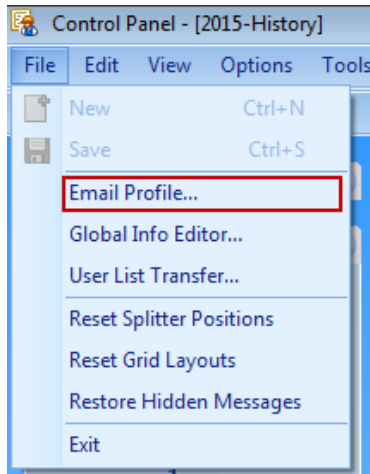 Control Panel - [2015-History]
File Edit View Options Tools
New Ctrl+N
Save Ctrl+S
Email Profile...
Global Info Editor...
User List Transfer...
Reset Splitter Positions
Reset Grid Layouts
Restore Hidden Messages
Exit